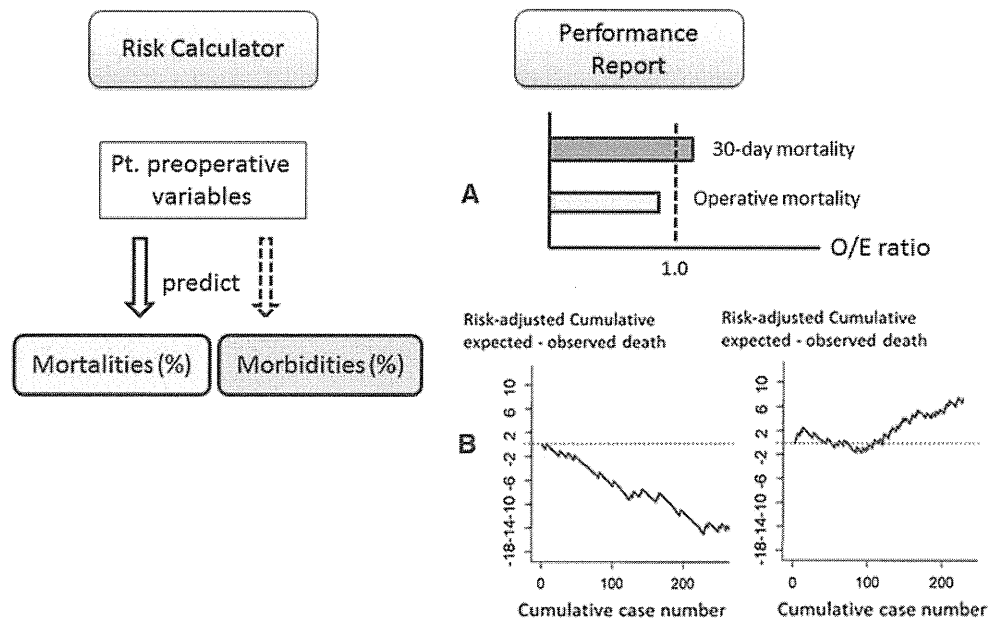 Risk Calculator
Pt. preoperative
variables
predict
Mortalities (%)
Morbidities (%)
Performance
Report
A
30-day mortality
Operative mortality
O/E ratio
1.0
B
Risk-adjusted Cumulative
expected - observed death
10
6
2
-2
-6
-10
-14
-18
0
100
200
Cumulative case number
Risk-adjusted Cumulative
expected - observed death
10
6
2
-2
-6
-10
-14
-18
0
100
200
Cumulative case number